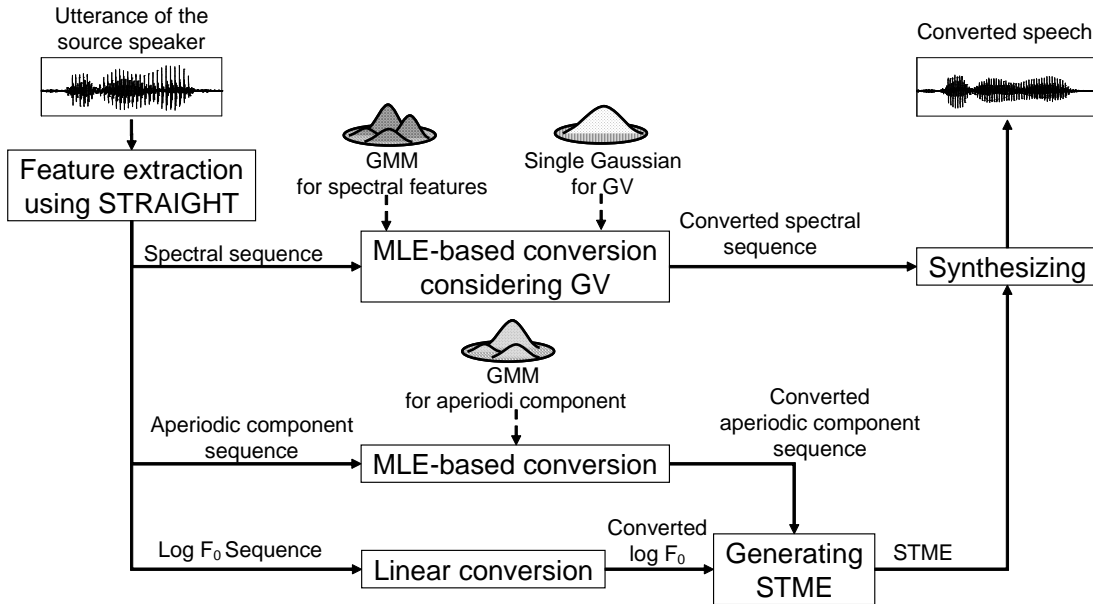 Utterance of the
source speaker
Converted speech
Feature extraction
using STRAIGHT
GMM
for spectral features
Single Gaussian
for GV
Spectral sequence
MLE-based conversion
considering GV
Converted spectral
sequence
Synthesizing
GMM
for aperiodi component
Aperiodic component
sequence
MLE-based conversion
Converted
aperiodic component
sequence
Log F₀ Sequence
Linear conversion
Converted
log F₀
Generating
STME
STME